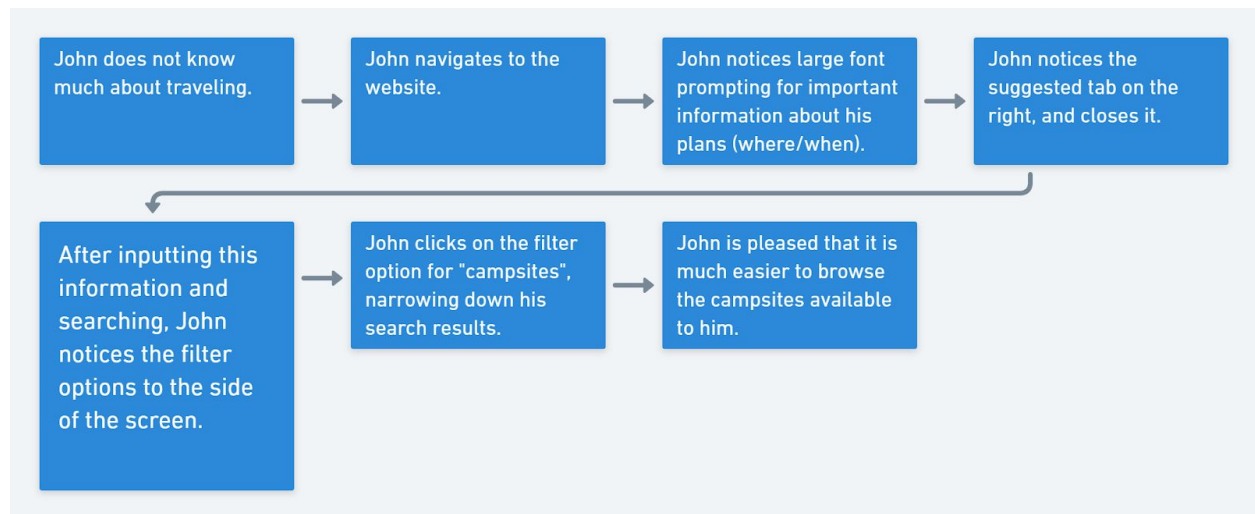 John does not know
much about traveling.
John navigates to the
website.
John notices large font
prompting for important
information about his
plans (where/when).
John notices the
suggested tab on the
right, and closes it.
After inputting this
information and
searching, John
notices the filter
options to the side
of the screen.
John clicks on the filter
option for "campsites",
narrowing down his
search results.
John is pleased that it is
much easier to browse
the campsites available
to him.